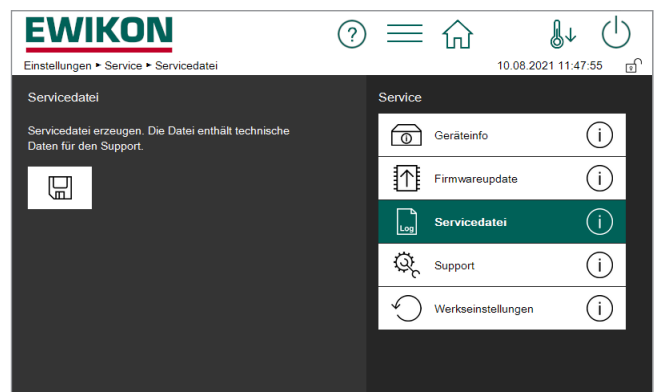 EWIKON
?
Einstellungen ► Service ► Servicedatei
10.08.2021 11:47:55
Servicedatei
Servicedatei erzeugen. Die Datei enthält technische
Daten für den Support.
Service
Geräteinfo
i
Firmwareupdate
i
Log
Servicedatei
i
Support
i
Werkseinstellungen
i